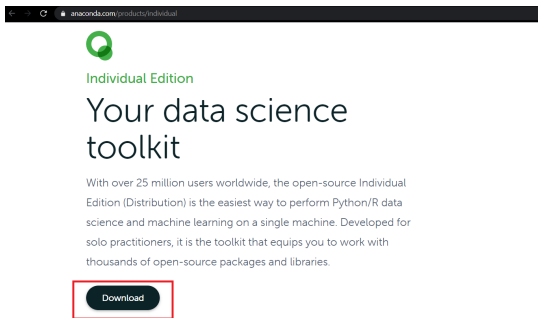 anaconda.com/products/individual
Individual Edition
Your data science
toolkit
With over 25 million users worldwide, the open-source Individual
Edition (Distribution) is the easiest way to perform Python/R data
science and machine learning on a single machine. Developed for
solo practitioners, it is the toolkit that equips you to work with
thousands of open-source packages and libraries.
Download